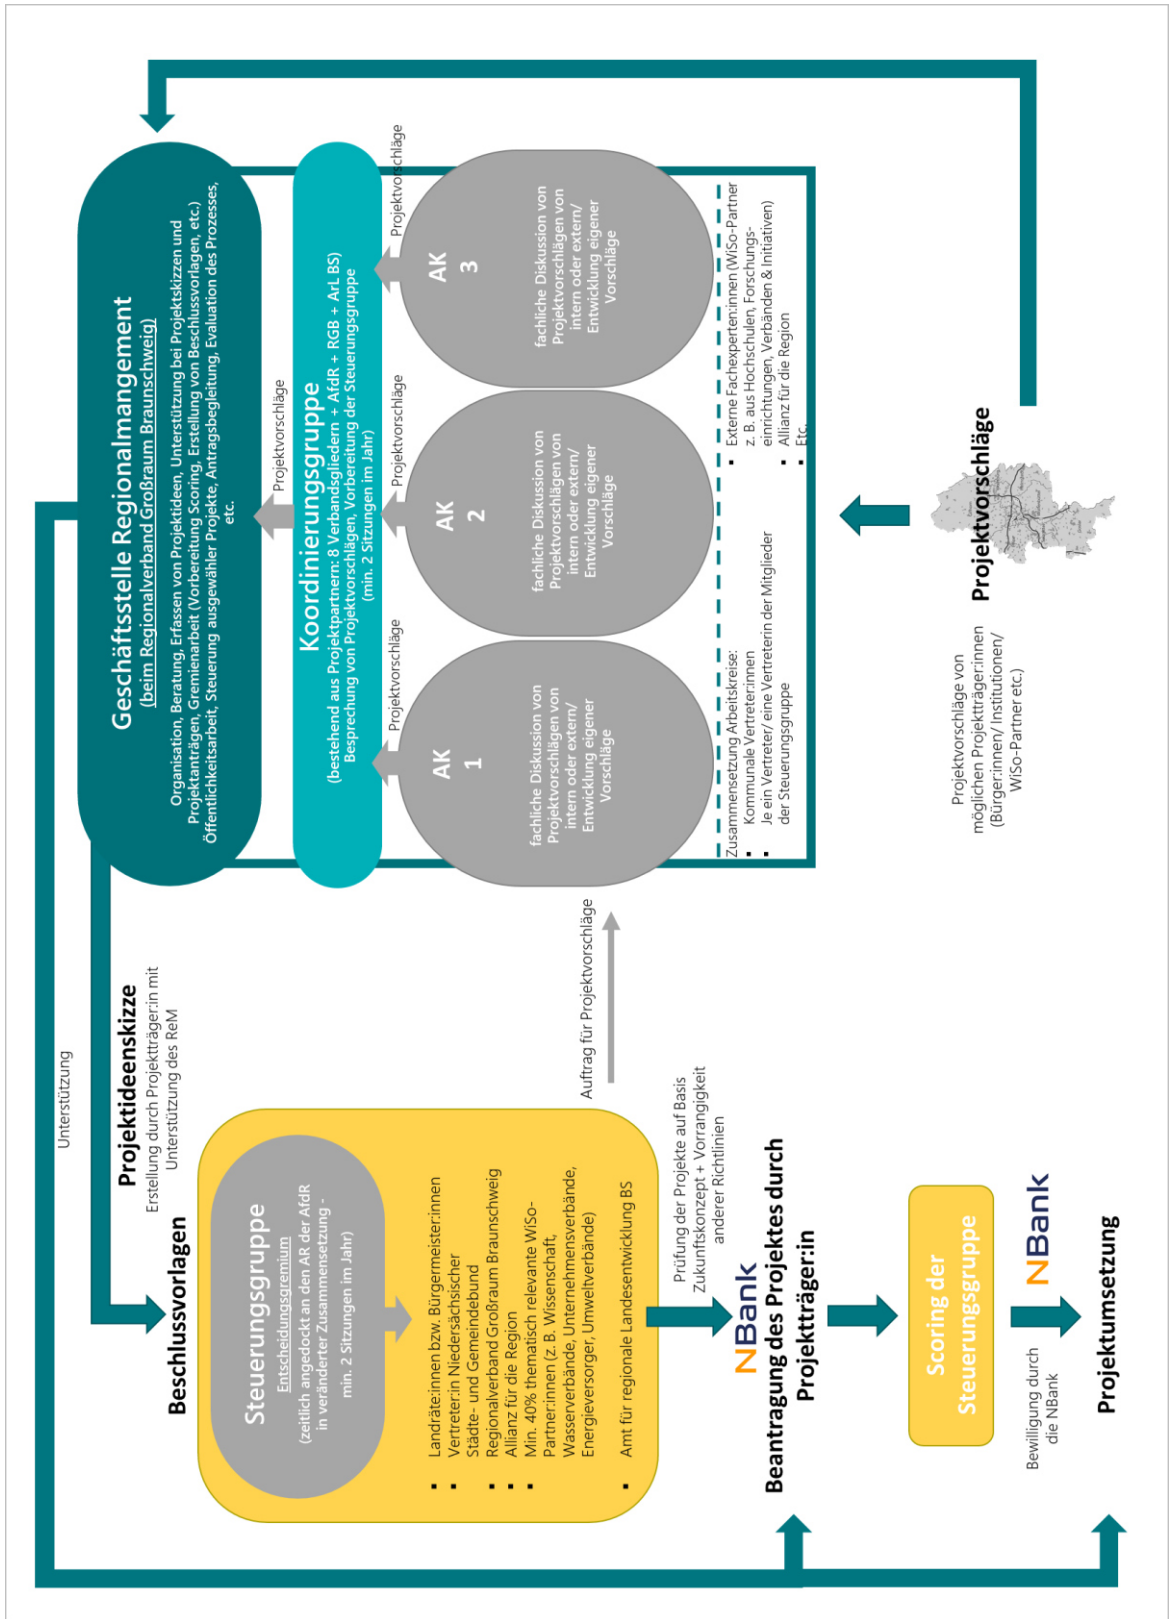 Unterstützung
Projektideenskizze
Erstellung durch Projektträger:in mit
Unterstützung des ReM
Beschlussvorlagen
Steuerungsgruppe
Entscheidungsgremium
(zeitlich angedockt an den AR der AfdR
in veränderter Zusammensetzung -
min. 2 Sitzungen im Jahr)
▪ Landräte:innen bzw. Bürgermeister:innen
▪ Vertreter:in Niedersächsischer
Städte- und Gemeindebund
▪ Regionalverband Großraum Braunschweig
▪ Allianz für die Region
▪ Min. 40% thematisch relevante WiSo-
Partner:innen (z. B. Wissenschaft,
Wasserverbände, Unternehmensverbände,
Energieversorger, Umweltverbände)
▪ Amt für regionale Landesentwicklung BS
Auftrag für Projektvorschläge
Prüfung der Projekte auf Basis
Zukunftskonzept + Vorrangigkeit
anderer Richtlinien
NBank
Beantragung des Projektes durch
Projektträger:in
Scoring der
Steuerungsgruppe
Bewilligung durch
die NBank
NBank
Projektumsetzung
Geschäftsstelle Regionalmangement
(beim Regionalverband Großraum Braunschweig)
Organisation, Beratung, Erfassen von Projektideen, Unterstützung bei Projektskizzen und
Projektanträgen, Gremienarbeit (Vorbereitung Scoring, Erstellung von Beschlussvorlagen, etc.)
Öffentlichkeitsarbeit, Steuerung ausgewähler Projekte, Antragsbegleitung, Evaluation des Prozesses,
etc.
Projektvorschläge
Koordinierungsgruppe
(bestehend aus Projektpartnern: 8 Verbandsgliedern + AfdR + RGB + ArL BS)
Besprechung von Projektvorschlägen, Vorbereitung der Steuerungsgruppe
(min. 2 Sitzungen im Jahr)
Projektvorschläge
Projektvorschläge
Projektvorschläge
AK
1
fachliche Diskussion von
Projektvorschlägen von
intern oder extern/
Entwicklung eigener
Vorschläge
AK
2
fachliche Diskussion von
Projektvorschlägen von
intern oder extern/
Entwicklung eigener
Vorschläge
AK
3
fachliche Diskussion von
Projektvorschlägen von
intern oder extern/
Entwicklung eigener
Vorschläge
Zusammensetzung Arbeitskreise:
▪ Kommunale Vertreter:innen
▪ Je ein Vertreter/ eine Vertreterin der Mitglieder
der Steuerungsgruppe
▪ Externe Fachexperten:innen (WiSo-Partner
z. B. aus Hochschulen, Forschungs-
einrichtungen, Verbänden & Initiativen)
▪ Allianz für die Region
▪ Etc.
Projektvorschläge von
möglichen Projektträger:innen
(Bürger:innen/ Institutionen/
WiSo-Partner etc.)
Projektvorschläge